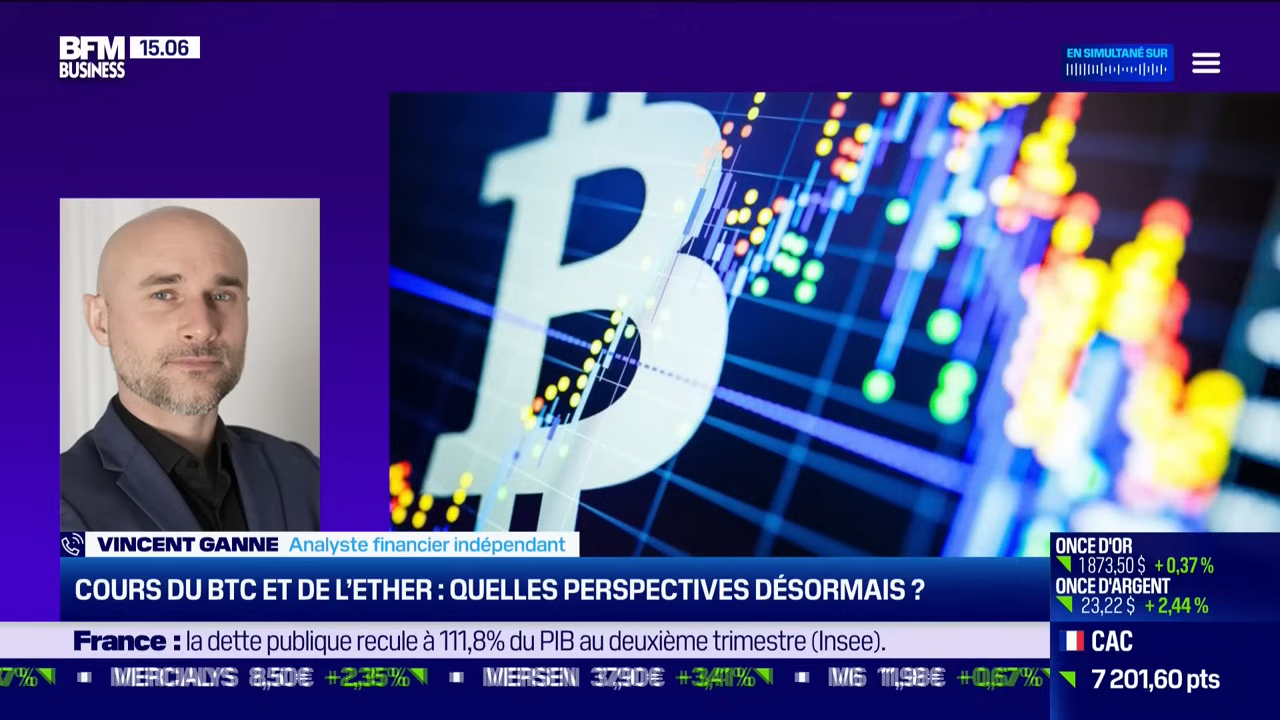 BFM
BUSINESS
15.06
EN SIMULTANÉ SUR
VINCENT GANNE Analyste financier indépendant
COURS DU BTC ET DE L'ETHER : QUELLES PERSPECTIVES DÉSORMAIS ?
France : la dette publique recule à 111,8% du PIB au deuxième trimestre (Insee).
ONCE D'OR
1 873,50 $ +0,37 %
ONCE D'ARGENT
23,22 $ +2,44 %
CAC
7 201,60 pts
7% MERCIALYS 8,50€ +2,35% MERSEN 37,90€ +3,41% M6 11,98€ +0,67%